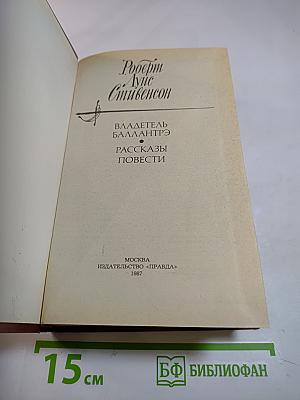 Роберт
Луис
Стивенсон
ВЛАДЕТЕЛЬ
БАЛЛАНТРЭ
•
РАССКАЗЫ
ПОВЕСТИ
МОСКВА
ИЗДАТЕЛЬСТВО «ПРАВДА»
1987
15 см
БФ БИБЛИОФАН